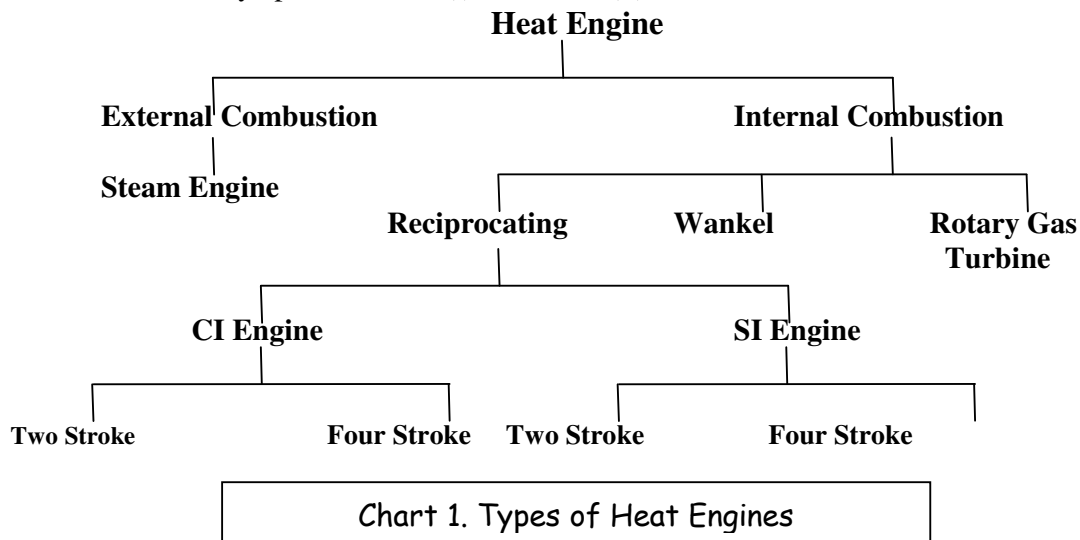 Heat Engine
External Combustion Internal Combustion
Steam Engine
Reciprocating Wankel Rotary Gas
Turbine
CI Engine SI Engine
Two Stroke Four Stroke Two Stroke Four Stroke
Chart 1. Types of Heat Engines